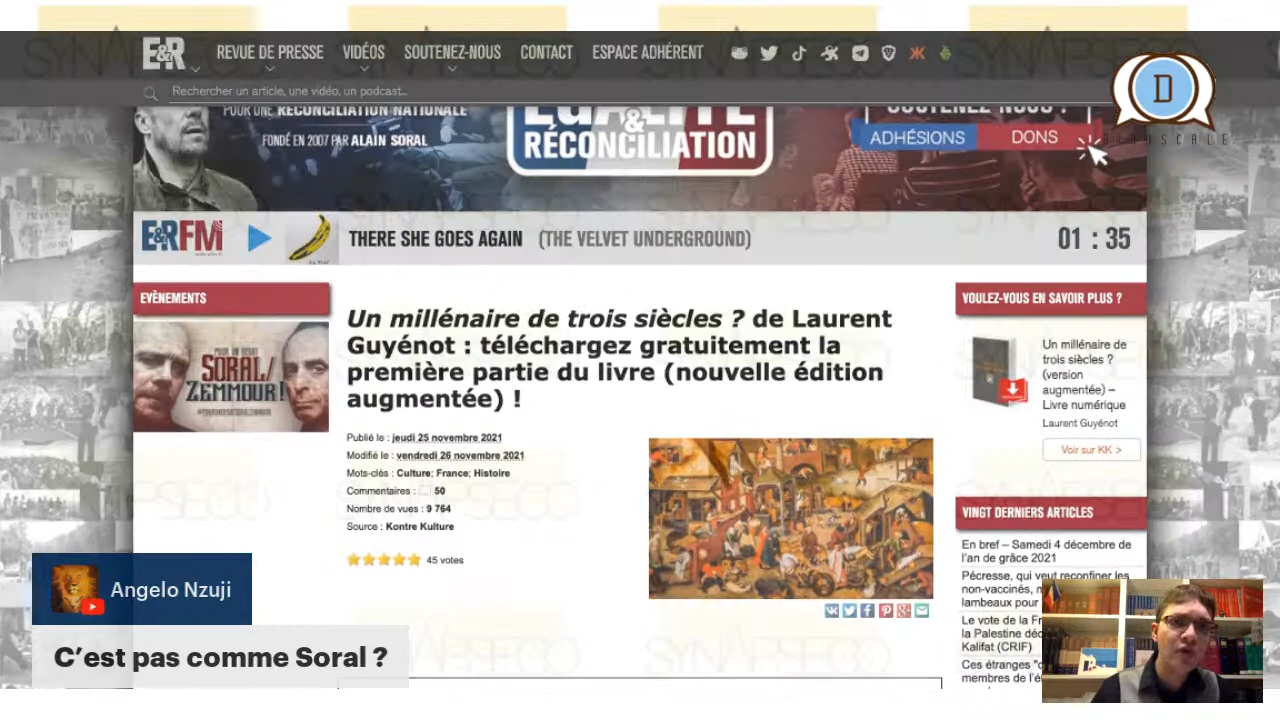 E&R
REVUE DE PRESSE
VIDÉOS
SOUTENEZ-NOUS
CONTACT
ESPACE ADHÉRENT
Rechercher un article, une vidéo, un podcast...
D
POUR UNE RÉCONCILIATION NATIONALE
FONDÉ EN 2007 PAR ALAIN SORAL
ÉGALITÉ
&
RÉCONCILIATION
SOUTENEZ-NOUS !
ADHÉSIONS
DONS
E&RFM
THERE SHE GOES AGAIN (THE VELVET UNDERGROUND)
01 : 35
EVÈNEMENTS
POUR UN DÉBAT
SORAL/
ZEMMOUR!
Un millénaire de trois siècles ? de Laurent
Guyénot : téléchargez gratuitement la
première partie du livre (nouvelle édition
augmentée) !
Publié le : jeudi 25 novembre 2021
Modifié le : vendredi 26 novembre 2021
Mots-clés : Culture; France; Histoire
Commentaires : 50
Nombre de vues : 9 764
Source : Kontre Kulture
45 votes
VOULEZ-VOUS EN SAVOIR PLUS ?
Un millénaire de
trois siècles ?
(version
augmentée) –
Livre numérique
Laurent Guyénot
Voir sur KK >
VINGT DERNIERS ARTICLES
En bref – Samedi 4 décembre de
l'an de grâce 2021
Pécresse, qui veut reconfiner les
non-vaccinés,
lambeaux pour
Le vote de la
la Palestine
Kalifat (CRIF)
Ces étranges
membres de
Angelo Nzuji
C'est pas comme Soral ?